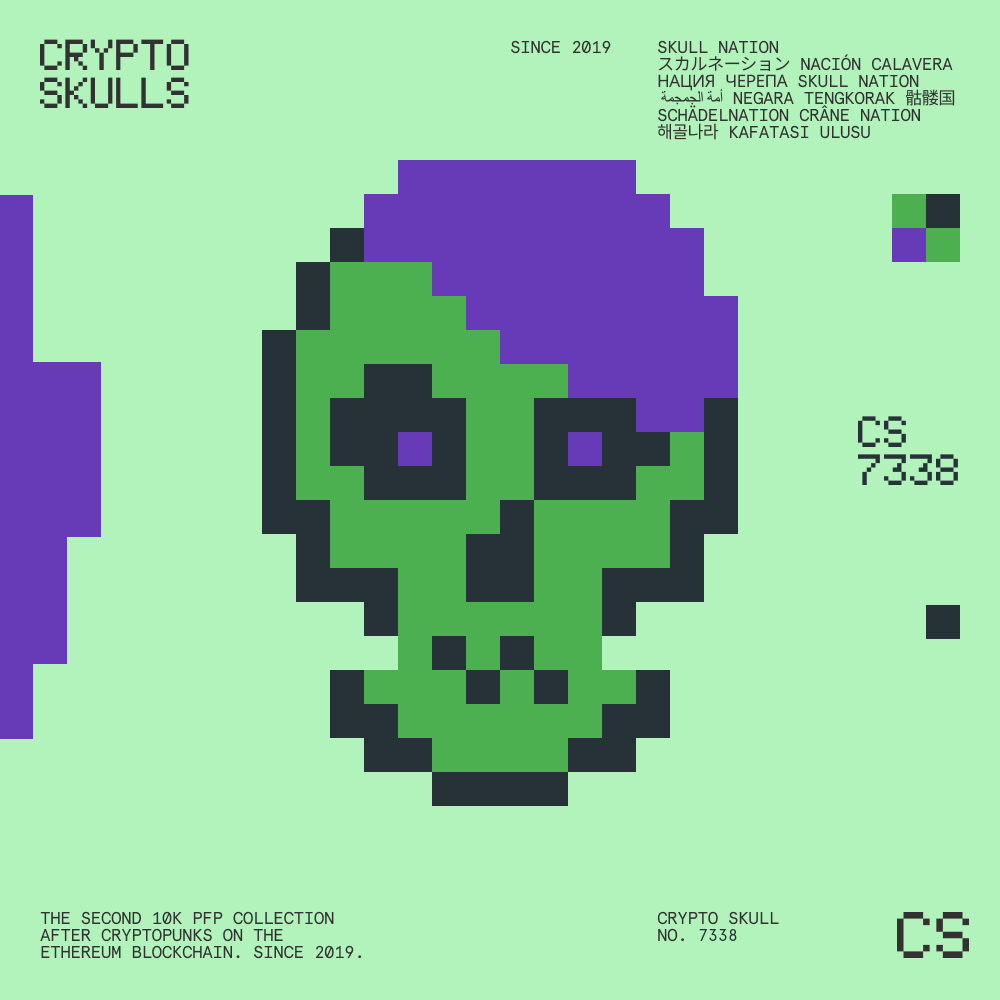 CRYPTO
SKULLS
SINCE 2019
SKULL NATION
スカルネーション NACIÓN CALAVERA
НАЦИЯ ЧЕРЕПА SKULL NATION
أمة الجمجمة NEGARA TENGKORAK 骷髅国
SCHÄDELNATION CRÂNE NATION
해골나라 KAFATASI ULUSU
CS
7338
THE SECOND 10K PFP COLLECTION
AFTER CRYPTOPUNKS ON THE
ETHEREUM BLOCKCHAIN. SINCE 2019.
CRYPTO SKULL
NO. 7338
CS